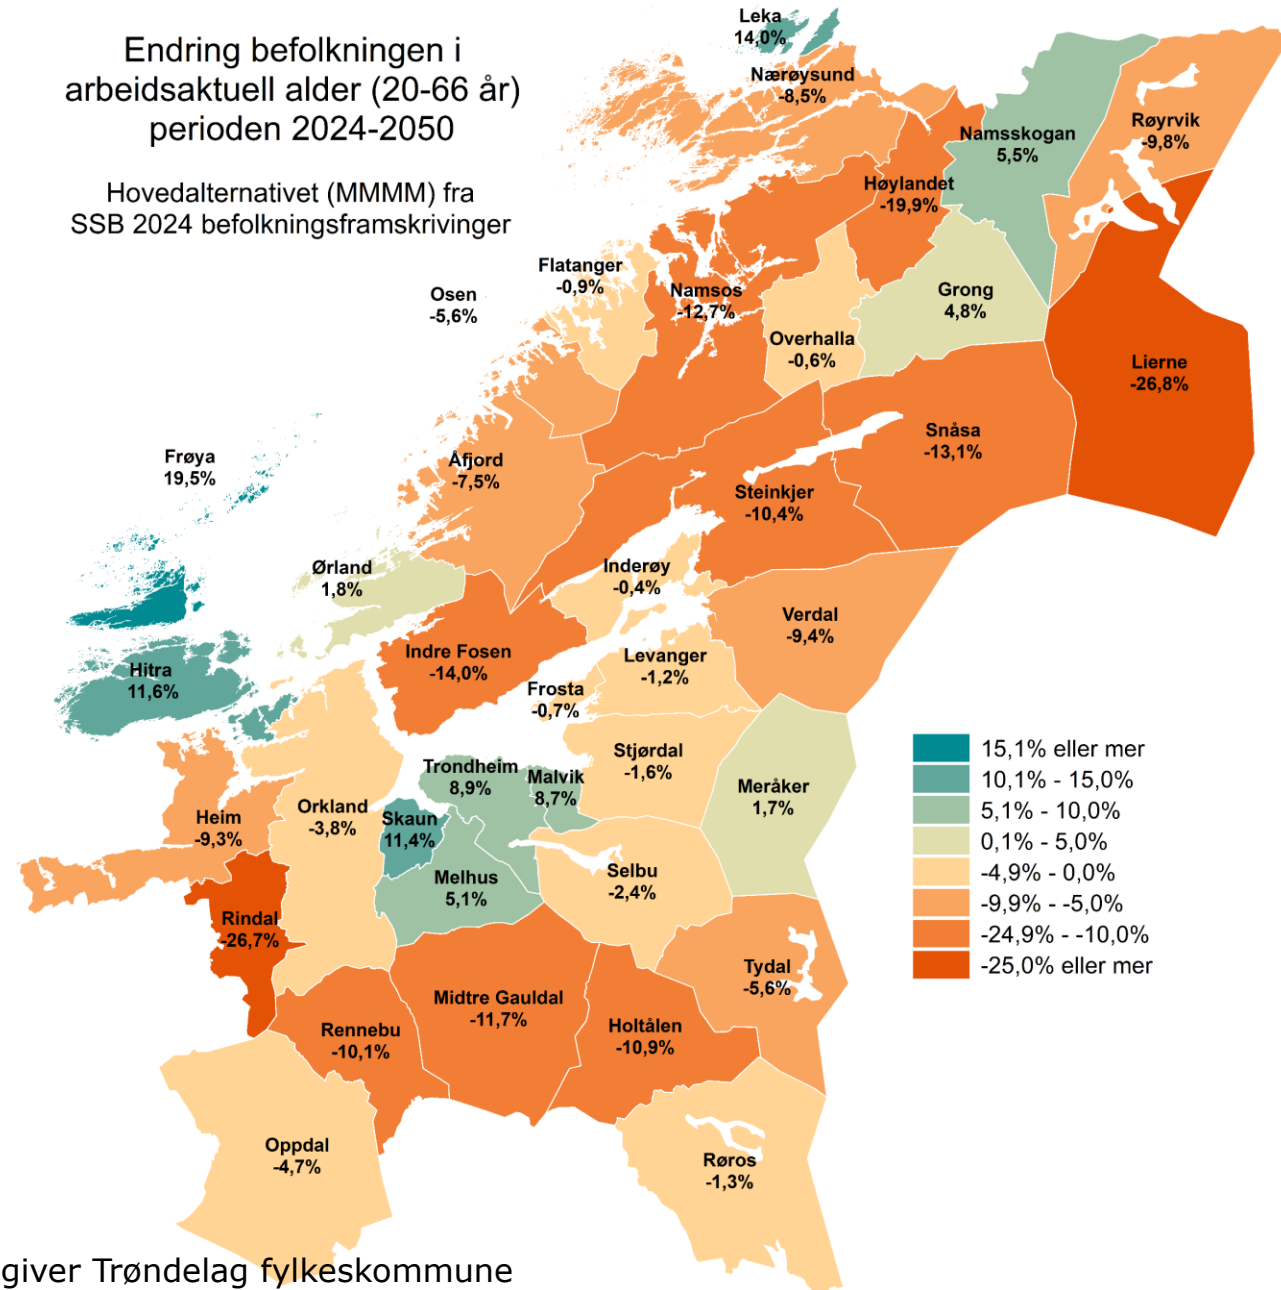 Endring befolkningen i
arbeidsaktuell alder (20-66 år)
perioden 2024-2050
Hovedalternativet (MMMM) fra
SSB 2024 befolkningsframskrivinger
Leka
14,0%
Nærøysund
-8,5%
Namsskogan
5,5%
Røyrvik
-9,8%
Høylandet
-19,9%
Flatanger
-0,9%
Osen
-5,6%
Namsos
-12,7%
Grong
4,8%
Overhalla
-0,6%
Lierne
-26,8%
Snåsa
-13,1%
Frøya
19,5%
Åfjord
-7,5%
Steinkjer
-10,4%
Ørland
1,8%
Inderøy
-0,4%
Verdal
-9,4%
Indre Fosen
-14,0%
Levanger
-1,2%
Hitra
11,6%
Frosta
-0,7%
Stjørdal
-1,6%
Trondheim
8,9%
Malvik
8,7%
Meråker
1,7%
Orkland
-3,8%
Heim
-9,3%
Skaun
11,4%
Selbu
-2,4%
Melhus
5,1%
Rindal
-26,7%
Tydal
-5,6%
Midtre Gauldal
-11,7%
Rennebu
-10,1%
Holtålen
-10,9%
Oppdal
-4,7%
Røros
-1,3%
15,1% eller mer
10,1% - 15,0%
5,1% - 10,0%
0,1% - 5,0%
-4,9% - 0,0%
-9,9% - -5,0%
-24,9% - -10,0%
-25,0% eller mer
giver Trøndelag fylkeskommune